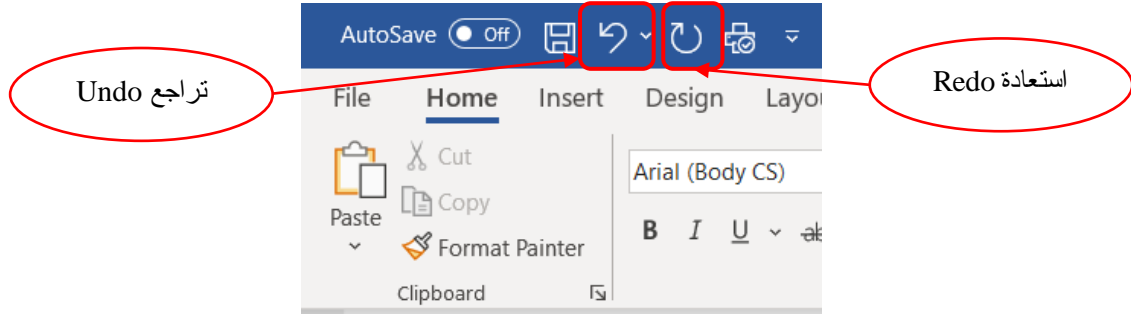 AutoSave Off
تراجع Undo
استعادة Redo
File Home Insert Design Layou
Cut
Copy
Paste
Format Painter
Clipboard
Arial (Body CS)
B I U ab